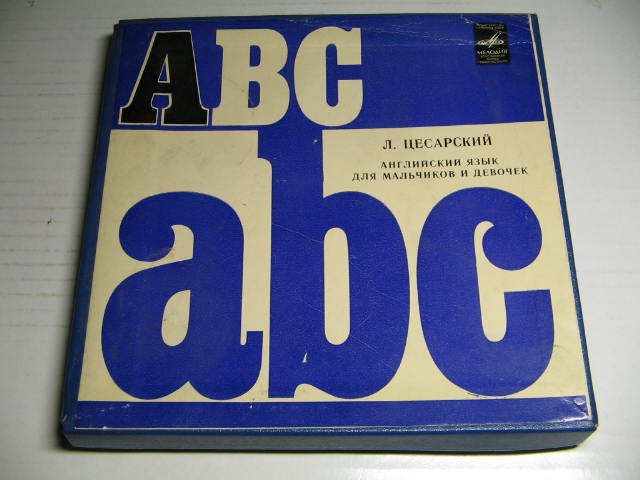 ABC
МЕЛОДИЯ
Л. ЦЕСАРСКИЙ
АНГЛИЙСКИЙ ЯЗЫК
ДЛЯ МАЛЬЧИКОВ И ДЕВОЧЕК
abc